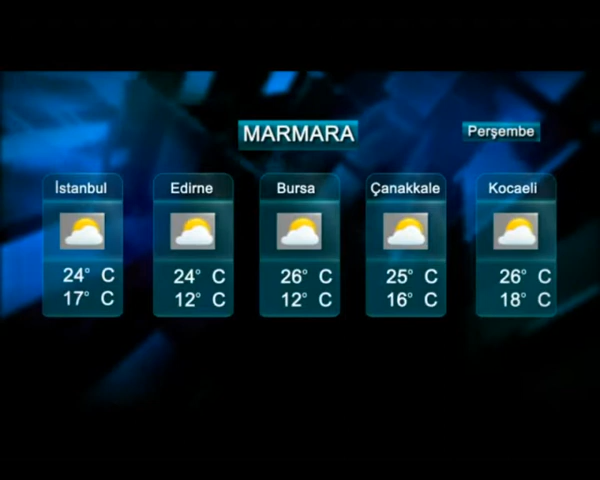 MARMARA
Perşembe
İstanbul
24° C
17° C
Edirne
24° C
12° C
Bursa
26° C
12° C
Çanakkale
25° C
16° C
Kocaeli
26° C
18° C